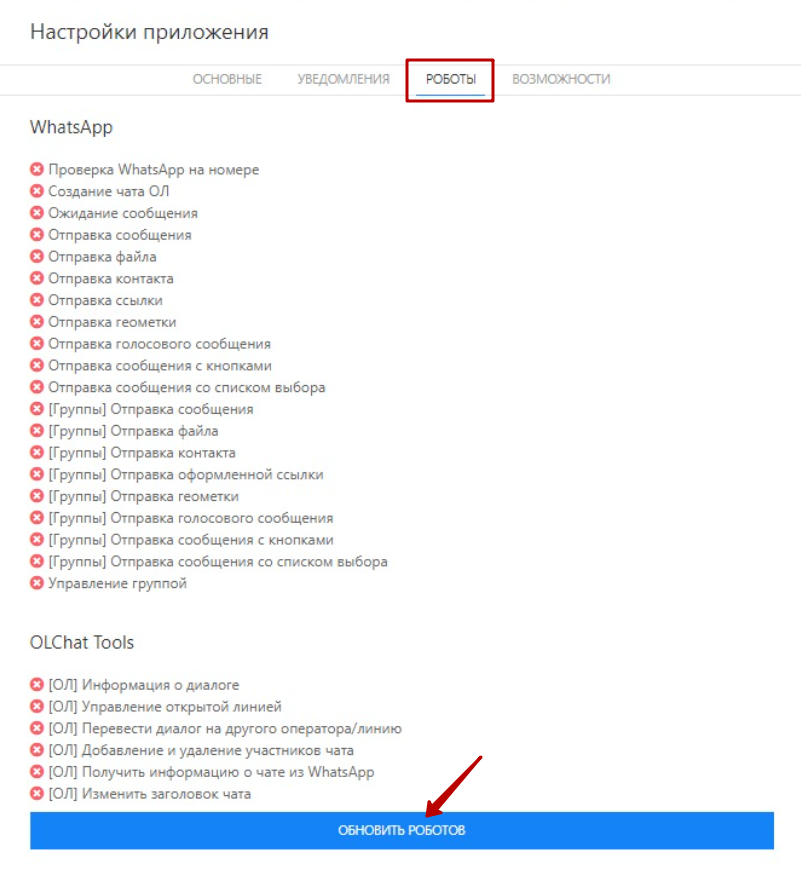 Настройки приложения
ОСНОВНЫЕ УВЕДОМЛЕНИЯ РОБОТЫ ВОЗМОЖНОСТИ
WhatsApp
Проверка WhatsApp на номере
Создание чата ОЛ
Ожидание сообщения
Отправка сообщения
Отправка файла
Отправка контакта
Отправка ссылки
Отправка геометки
Отправка голосового сообщения
Отправка сообщения с кнопками
Отправка сообщения со списком выбора
[Группы] Отправка сообщения
[Группы] Отправка файла
[Группы] Отправка контакта
[Группы] Отправка оформленной ссылки
[Группы] Отправка геометки
[Группы] Отправка голосового сообщения
[Группы] Отправка сообщения с кнопками
[Группы] Отправка сообщения со списком выбора
Управление группой
OLChat Tools
[ОЛ] Информация о диалоге
[ОЛ] Управление открытой линией
[ОЛ] Перевести диалог на другого оператора/линию
[ОЛ] Добавление и удаление участников чата
[ОЛ] Получить информацию о чате из WhatsApp
[ОЛ] Изменить заголовок чата
ОБНОВИТЬ РОБОТОВ